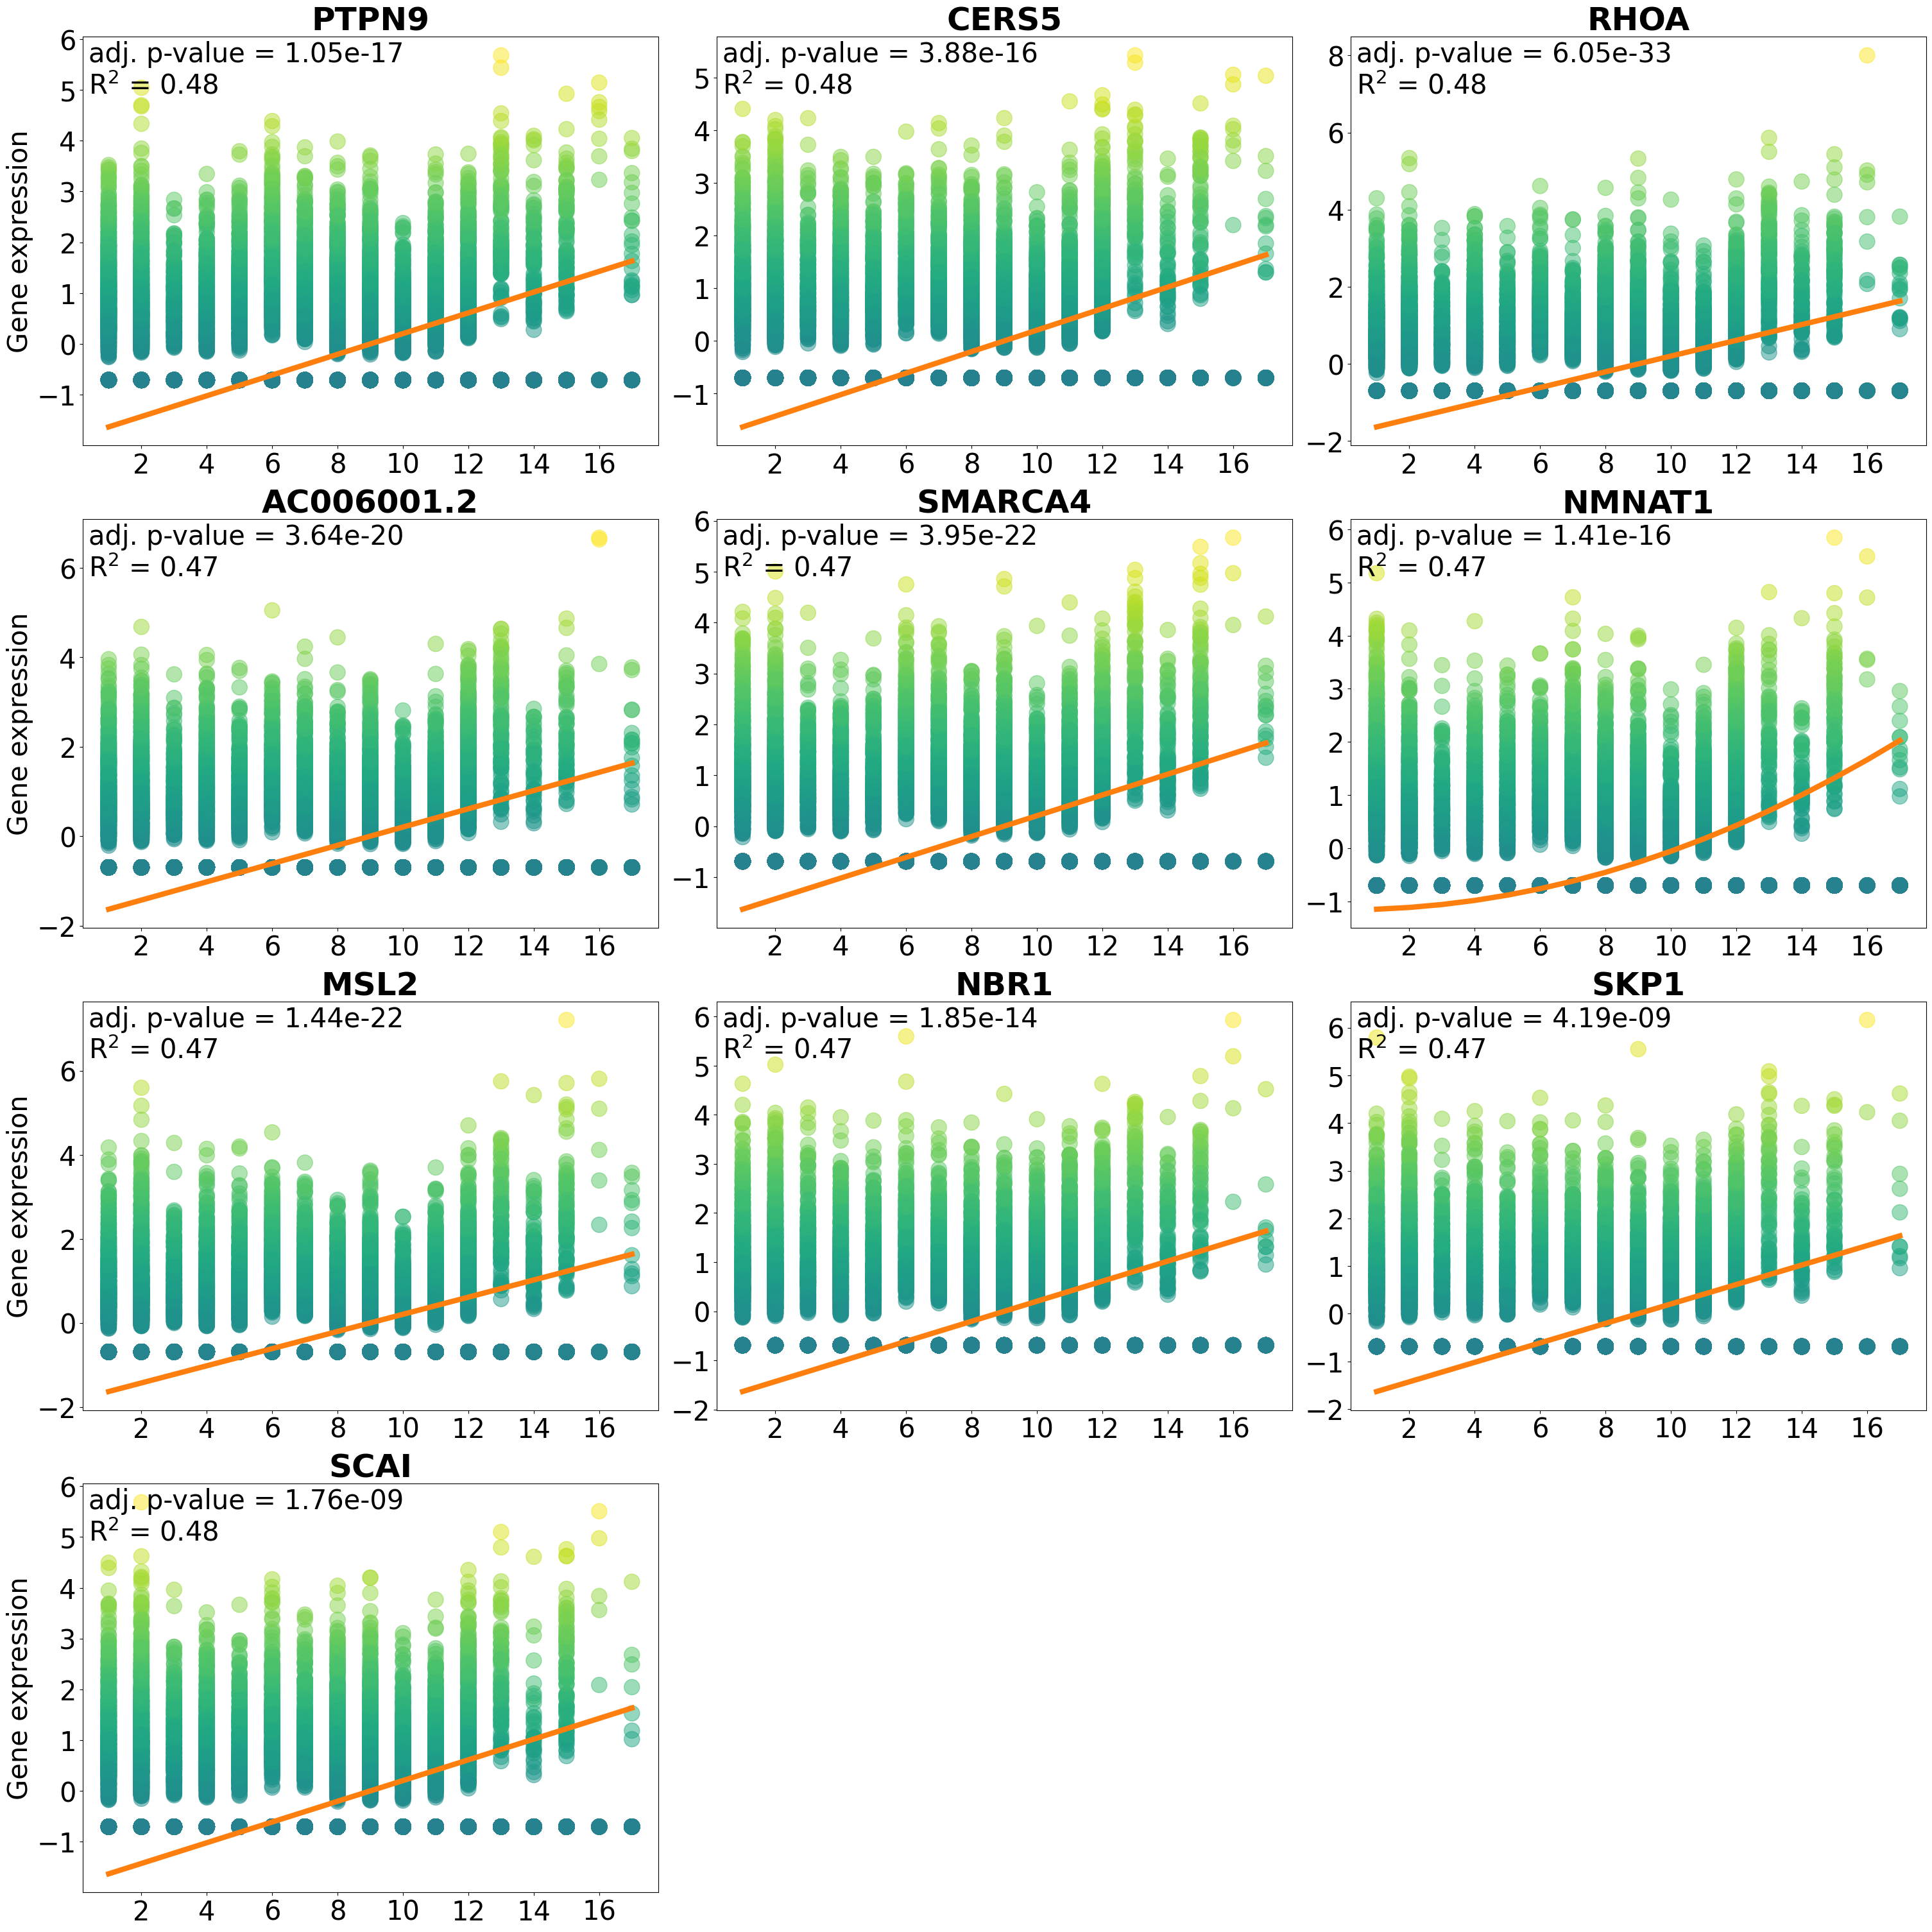 PTPN9
adj. p-value = 1.05e-17
R² = 0.48
Gene expression
6
5
4
3
2
1
0
−1
2 4 6 8 10 12 14 16
CERS5
adj. p-value = 3.88e-16
R² = 0.48
5
4
3
2
1
0
−1
2 4 6 8 10 12 14 16
RHOA
adj. p-value = 6.05e-33
R² = 0.48
8
6
4
2
0
−2
2 4 6 8 10 12 14 16
AC006001.2
adj. p-value = 3.64e-20
R² = 0.47
Gene expression
6
4
2
0
−2
2 4 6 8 10 12 14 16
SMARCA4
adj. p-value = 3.95e-22
R² = 0.47
6
5
4
3
2
1
0
−1
2 4 6 8 10 12 14 16
NMNAT1
adj. p-value = 1.41e-16
R² = 0.47
6
5
4
3
2
1
0
−1
2 4 6 8 10 12 14 16
MSL2
adj. p-value = 1.44e-22
R² = 0.47
Gene expression
6
4
2
0
−2
2 4 6 8 10 12 14 16
NBR1
adj. p-value = 1.85e-14
R² = 0.47
6
5
4
3
2
1
0
−1
−2
2 4 6 8 10 12 14 16
SKP1
adj. p-value = 4.19e-09
R² = 0.47
6
5
4
3
2
1
0
−1
−2
2 4 6 8 10 12 14 16
SCAI
adj. p-value = 1.76e-09
R² = 0.48
Gene expression
6
5
4
3
2
1
0
−1
2 4 6 8 10 12 14 16